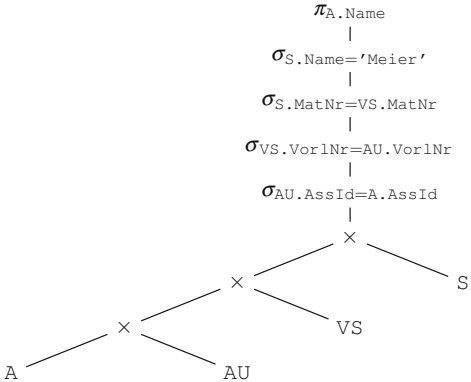 πA.Name
σS.Name='Meier'
σS.MatNr=VS.MatNr
σVS.VorlNr=AU.VorlNr
σAU.AssId=A.AssId
×
× S
× VS
A AU